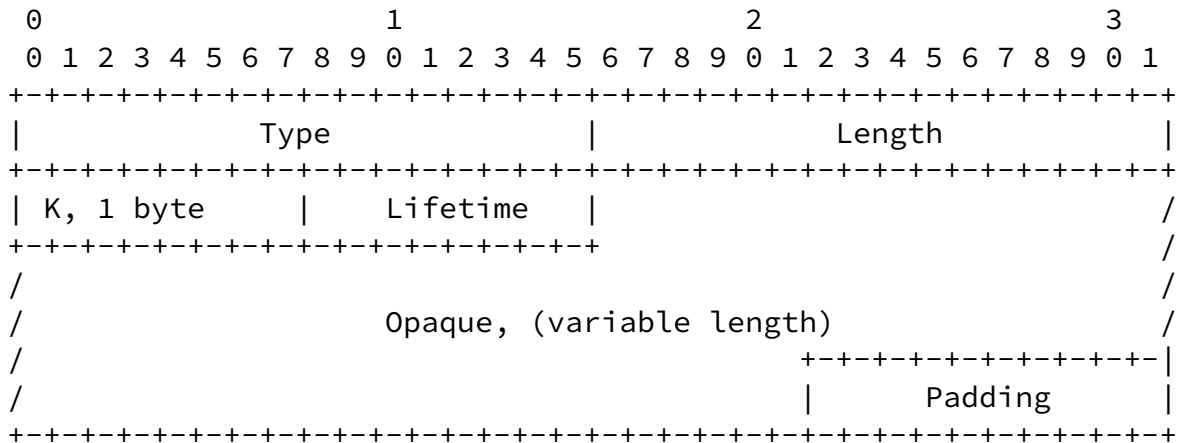 0                   1                   2                   3
 0 1 2 3 4 5 6 7 8 9 0 1 2 3 4 5 6 7 8 9 0 1 2 3 4 5 6 7 8 9 0 1
+-+-+-+-+-+-+-+-+-+-+-+-+-+-+-+-+-+-+-+-+-+-+-+-+-+-+-+-+-+-+-+-+
|             Type              |             Length            |
+-+-+-+-+-+-+-+-+-+-+-+-+-+-+-+-+-+-+-+-+-+-+-+-+-+-+-+-+-+-+-+-+
| K, 1 byte     |    Lifetime   |                               /
+-+-+-+-+-+-+-+-+-+-+-+-+-+-+-+-+                               /
/                                                               /
/                    Opaque, (variable length)                  /
/                                           +-+-+-+-+-+-+-+-+-+-|
/                                           |      Padding      |
+-+-+-+-+-+-+-+-+-+-+-+-+-+-+-+-+-+-+-+-+-+-+-+-+-+-+-+-+-+-+-+-+